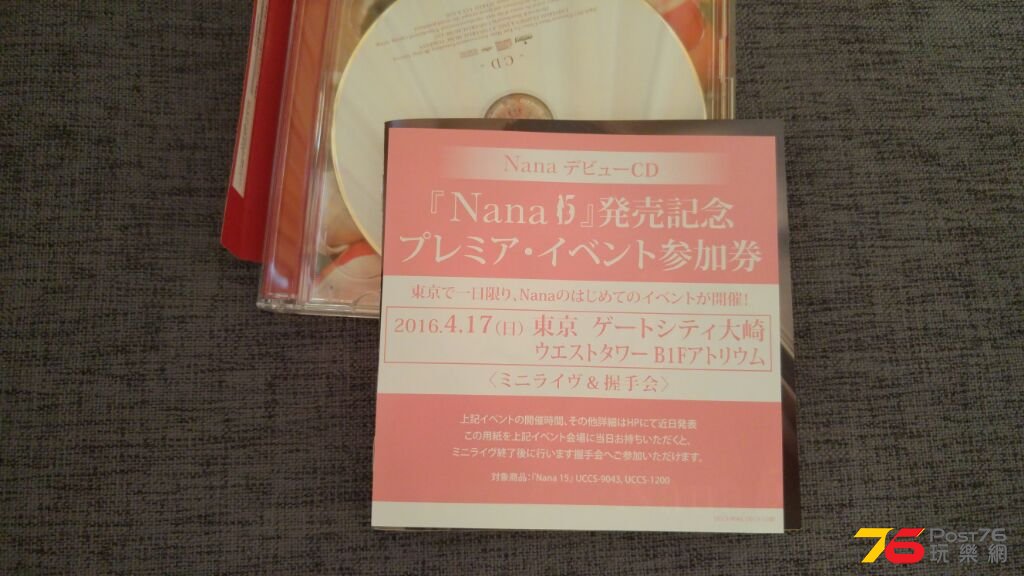 - CD -
Nana デビューCD
『Nana 15』発売記念
プレミア・イベント参加券
東京で一日限り、Nanaのはじめてのイベントが開催!
2016.4.17(日) 東京 ゲートシティ大崎
ウエストタワー B1Fアトリウム
〈ミニライヴ&握手会〉
上記イベントの開催時間、その他詳細はHPにて近日発表
この用紙を上記イベント会場に当日お持ちいただくと、
ミニライヴ終了後に行います握手会へご参加いただけます。
対象商品:『Nana 15』 UCCS-9043, UCCS-1200
76 Post76
玩樂網